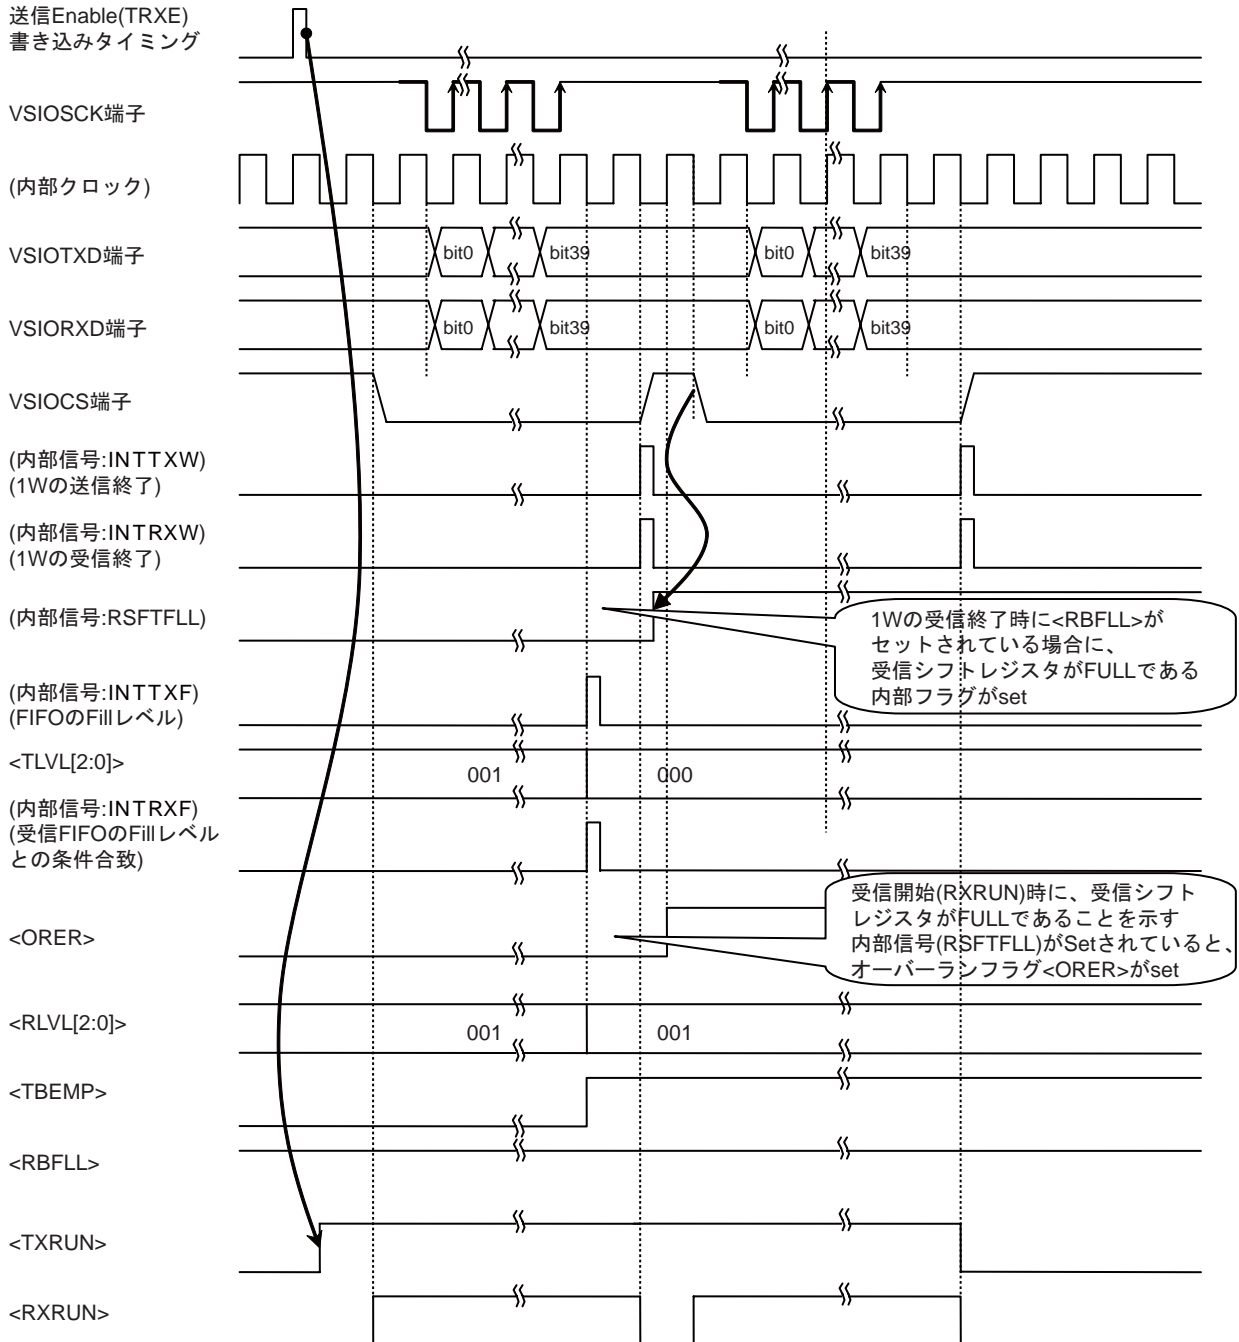 送信Enable(TRXE)
書き込みタイミング
VSIOSCK端子
(内部クロック)
VSIOTXD端子
bit0
bit39
bit0
bit39
VSIORXD端子
bit0
bit39
bit0
bit39
VSIOCS端子
(内部信号:INTTXW)
(1Wの送信終了)
(内部信号:INTRXW)
(1Wの受信終了)
(内部信号:RSFTFLL)
1Wの受信終了時に<RBFLL>が
セットされている場合に、
受信シフトレジスタがFULLである
内部フラグがset
(内部信号:INTTXF)
(FIFOのFillレベル)
<TLVL[2:0]>
001
000
(内部信号:INTRXF)
(受信FIFOのFillレベル
との条件合致)
受信開始(RXRUN)時に、受信シフト
レジスタがFULLであることを示す
内部信号(RSFTFLL)がSetされていると、
オーバーランフラグ<ORER>がset
<ORER>
<RLVL[2:0]>
001
001
<TBEMP>
<RBFLL>
<TXRUN>
<RXRUN>